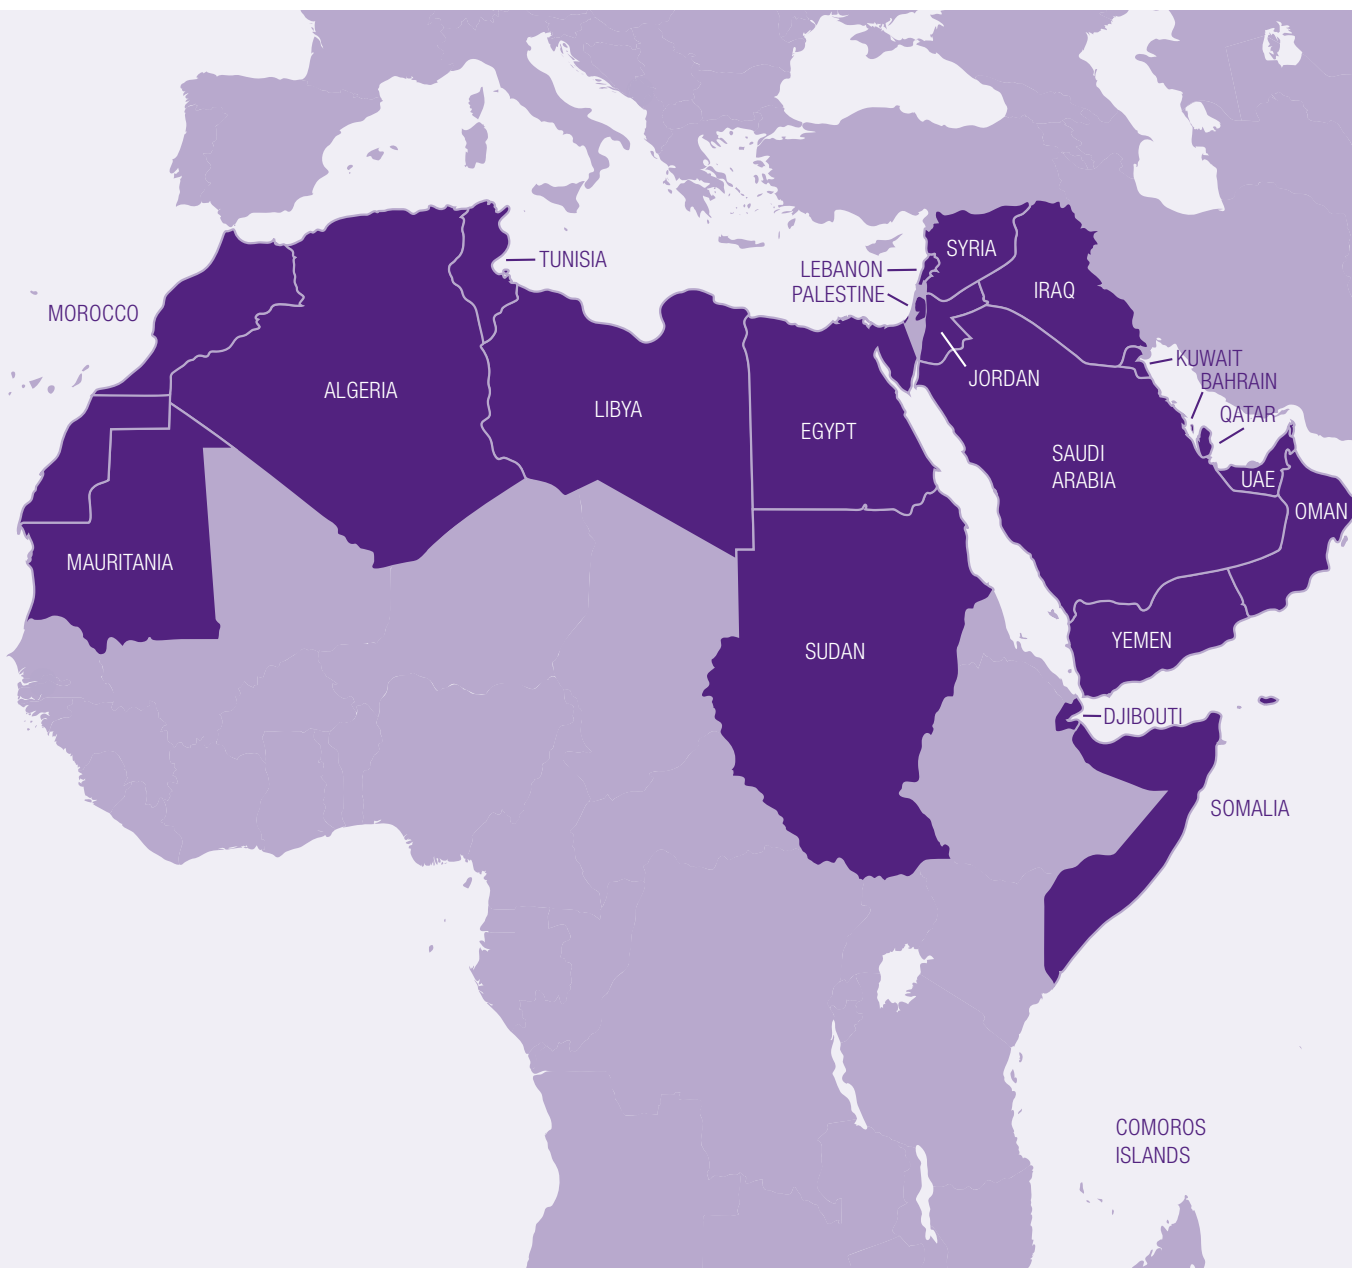 TUNISIA
SYRIA
LEBANON
PALESTINE
IRAQ
MOROCCO
KUWAIT
JORDAN
BAHRAIN
ALGERIA
LIBYA
QATAR
EGYPT
SAUDI
ARABIA
UAE
OMAN
MAURITANIA
YEMEN
SUDAN
DJIBOUTI
SOMALIA
COMOROS
ISLANDS